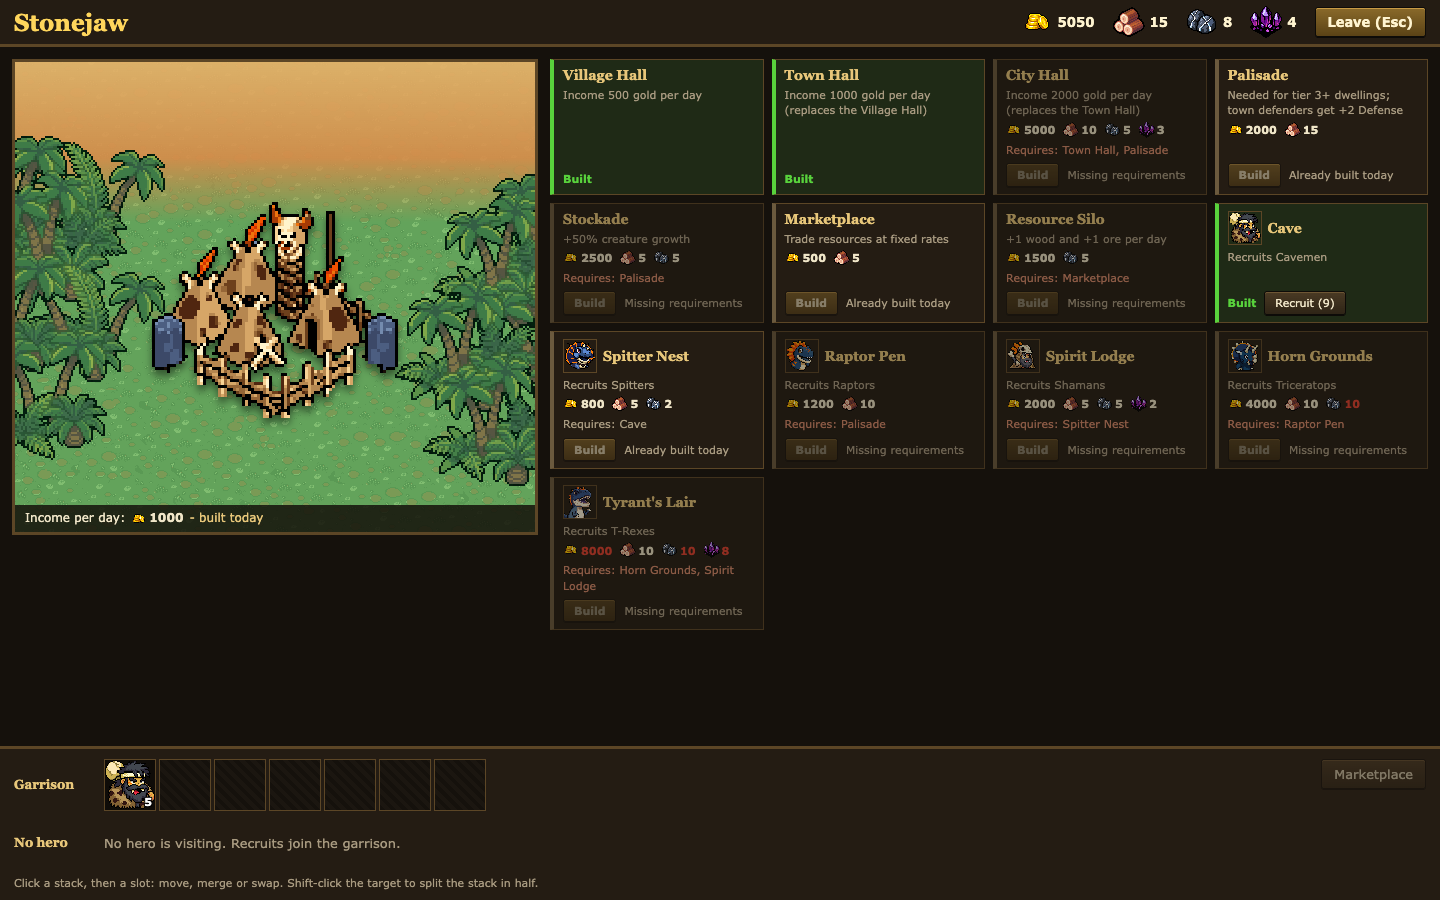 Stonejaw
5050 15 8 4 Leave (Esc)
Village Hall
Income 500 gold per day
Built
Town Hall
Income 1000 gold per day
(replaces the Village Hall)
Built
City Hall
Income 2000 gold per day
(replaces the Town Hall)
5000 10 5 3
Requires: Town Hall, Palisade
Build Missing requirements
Palisade
Needed for tier 3+ dwellings;
town defenders get +2 Defense
2000 15
Build Already built today
Stockade
+50% creature growth
2500 5 5
Requires: Palisade
Build Missing requirements
Marketplace
Trade resources at fixed rates
500 5
Build Already built today
Resource Silo
+1 wood and +1 ore per day
1500 5
Requires: Marketplace
Build Missing requirements
Cave
Recruits Cavemen
Built Recruit (9)
Spitter Nest
Recruits Spitters
800 5 2
Requires: Cave
Build Already built today
Raptor Pen
Recruits Raptors
1200 10
Requires: Palisade
Build Missing requirements
Spirit Lodge
Recruits Shamans
2000 5 5 2
Requires: Spitter Nest
Build Missing requirements
Horn Grounds
Recruits Triceratops
4000 10 10
Requires: Raptor Pen
Build Missing requirements
Tyrant's Lair
Recruits T-Rexes
8000 10 10 8
Requires: Horn Grounds, Spirit
Lodge
Build Missing requirements
Income per day: 1000 - built today
Garrison
5
Marketplace
No hero
No hero is visiting. Recruits join the garrison.
Click a stack, then a slot: move, merge or swap. Shift-click the target to split the stack in half.